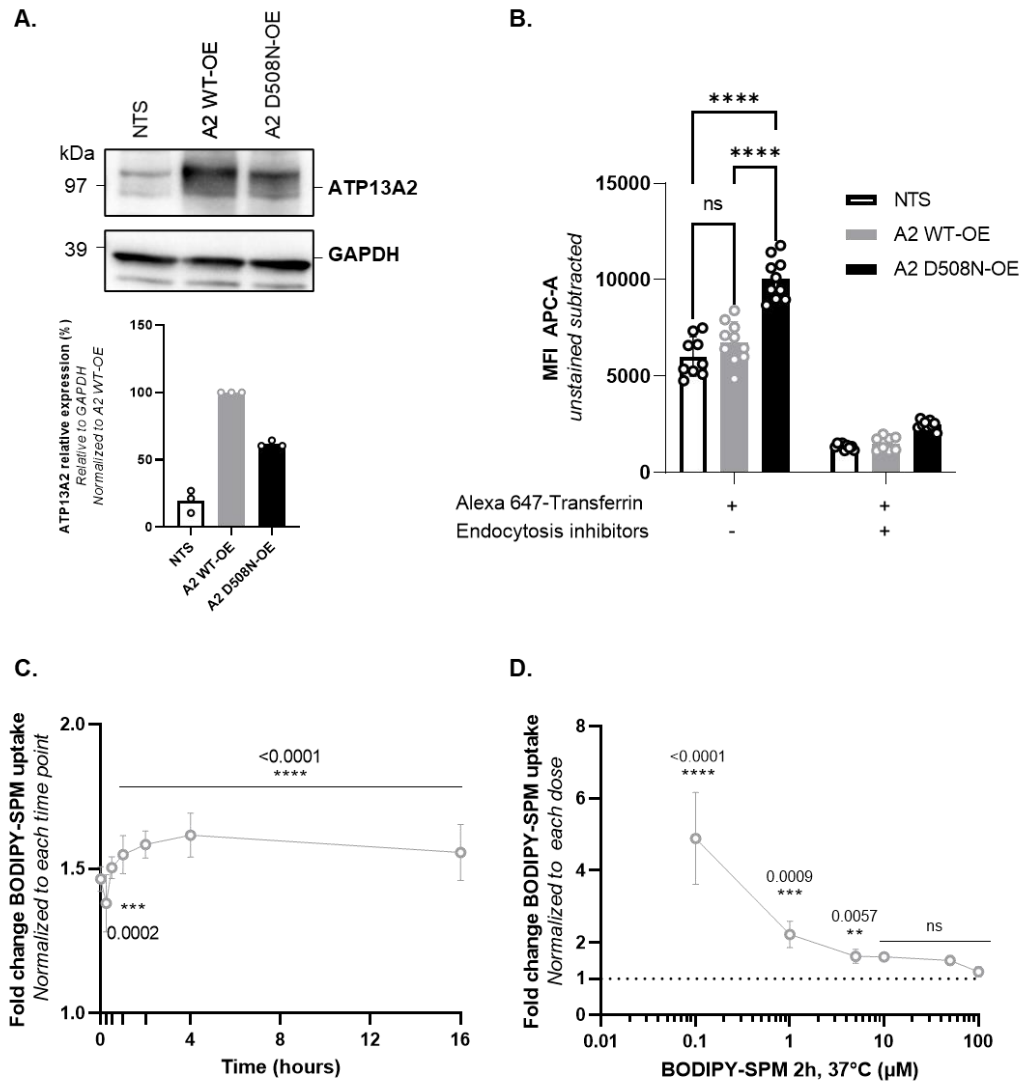 A.
NTS
A2 WT-OE
A2 D508N-OE
kDa
97
ATP13A2
39
GAPDH
ATP13A2 relative expression (%)
Relative to GAPDH
Normalized to A2 WT-OE
150
100
50
0
NTS
A2 WT-OE
A2 D508N-OE
B.
****
****
ns
MFI APC-A
unstained subtracted
15000
10000
5000
0
NTS
A2 WT-OE
A2 D508N-OE
Alexa 647-Transferrin + +
Endocytosis inhibitors - +
C.
Fold change BODIPY-SPM uptake
Normalized to each time point
2.0
1.5
1.0
<0.0001
****
***
0.0002
0 4 8 12 16
Time (hours)
D.
Fold change BODIPY-SPM uptake
Normalized to each dose
8
6
4
2
1
0
<0.0001
****
0.0009
***
0.0057
**
ns
0.01 0.1 1 10 100
BODIPY-SPM 2h, 37°C (µM)